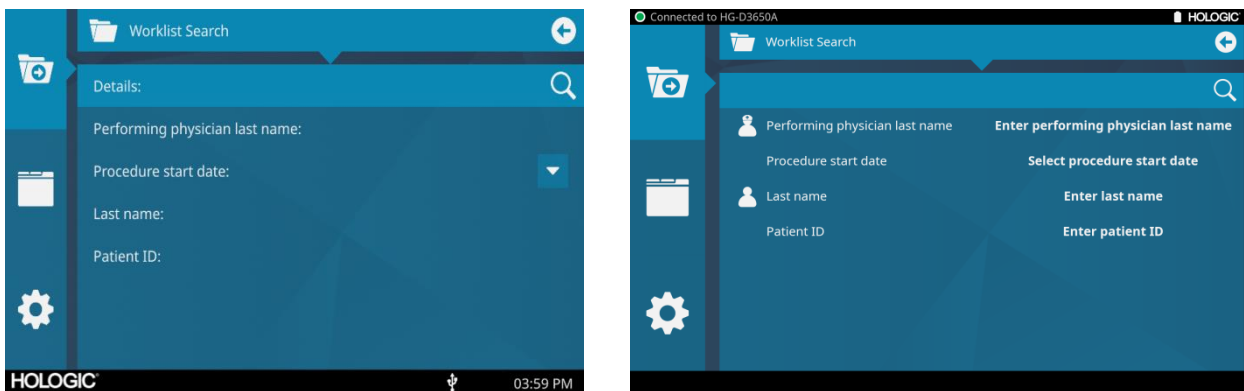 Worklist Search
Details:
Performing physician last name:
Procedure start date:
Last name:
Patient ID:
HOLOGIC®
03:59 PM
Connected to HG-D3650A
HOLOGIC®
Worklist Search
Performing physician last name Enter performing physician last name
Procedure start date Select procedure start date
Last name Enter last name
Patient ID Enter patient ID